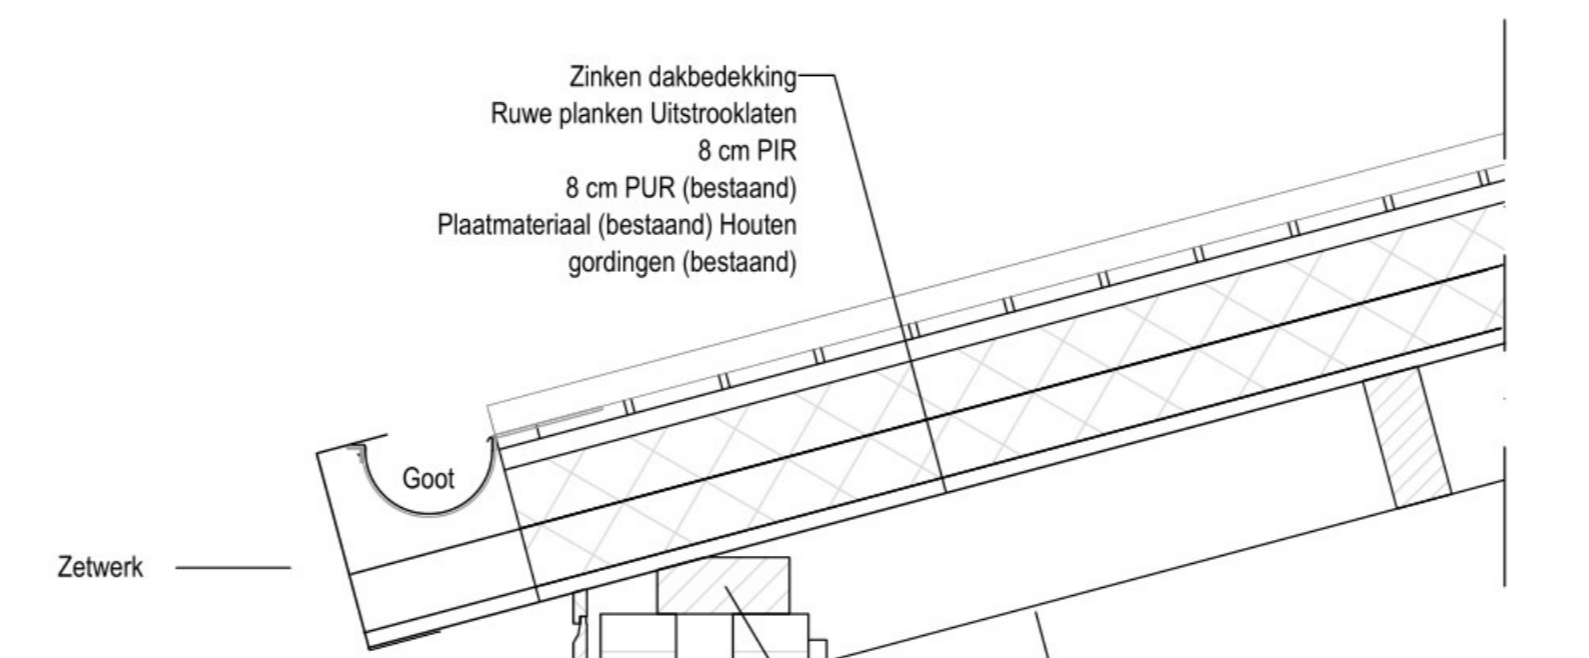 Zinken dakbedekking
Ruwe planken Uitstrooklaten
8 cm PIR
8 cm PUR (bestaand)
Plaatmateriaal (bestaand) Houten
gordingen (bestaand)
Goot
Zetwerk